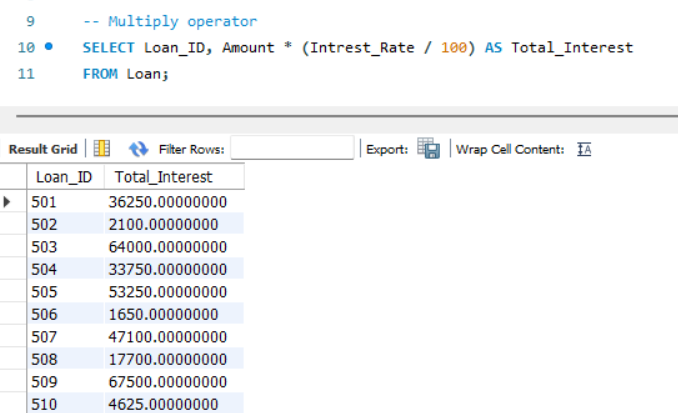 9 -- Multiply operator
10 SELECT Loan_ID, Amount * (Intrest_Rate / 100) AS Total_Interest
11 FROM Loan;
Result Grid Filter Rows: Export: Wrap Cell Content: IA
Loan_ID Total_Interest
501 36250.00000000
502 2100.00000000
503 64000.00000000
504 33750.00000000
505 53250.00000000
506 1650.00000000
507 47100.00000000
508 17700.00000000
509 67500.00000000
510 4625.00000000